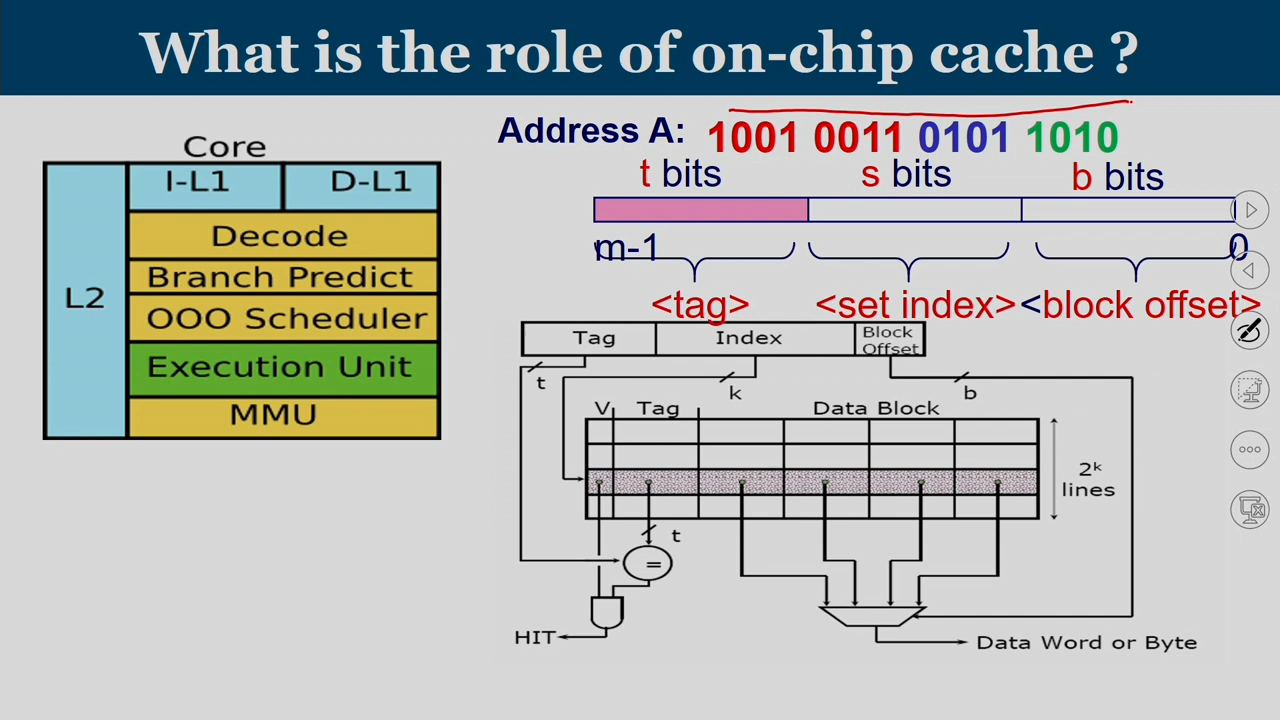 What is the role of on-chip cache ?
Core
I-L1
D-L1
L2
Decode
Branch Predict
OOO Scheduler
Execution Unit
MMU
Address A: 1001 0011 0101 1010
t bits
s bits
b bits
m-1
0
<tag>
<set index>
<block offset>
Tag
Index
Block
Offset
t
k
b
V
Tag
Data Block
2ᵏ
lines
t
=
HIT
Data Word or Byte